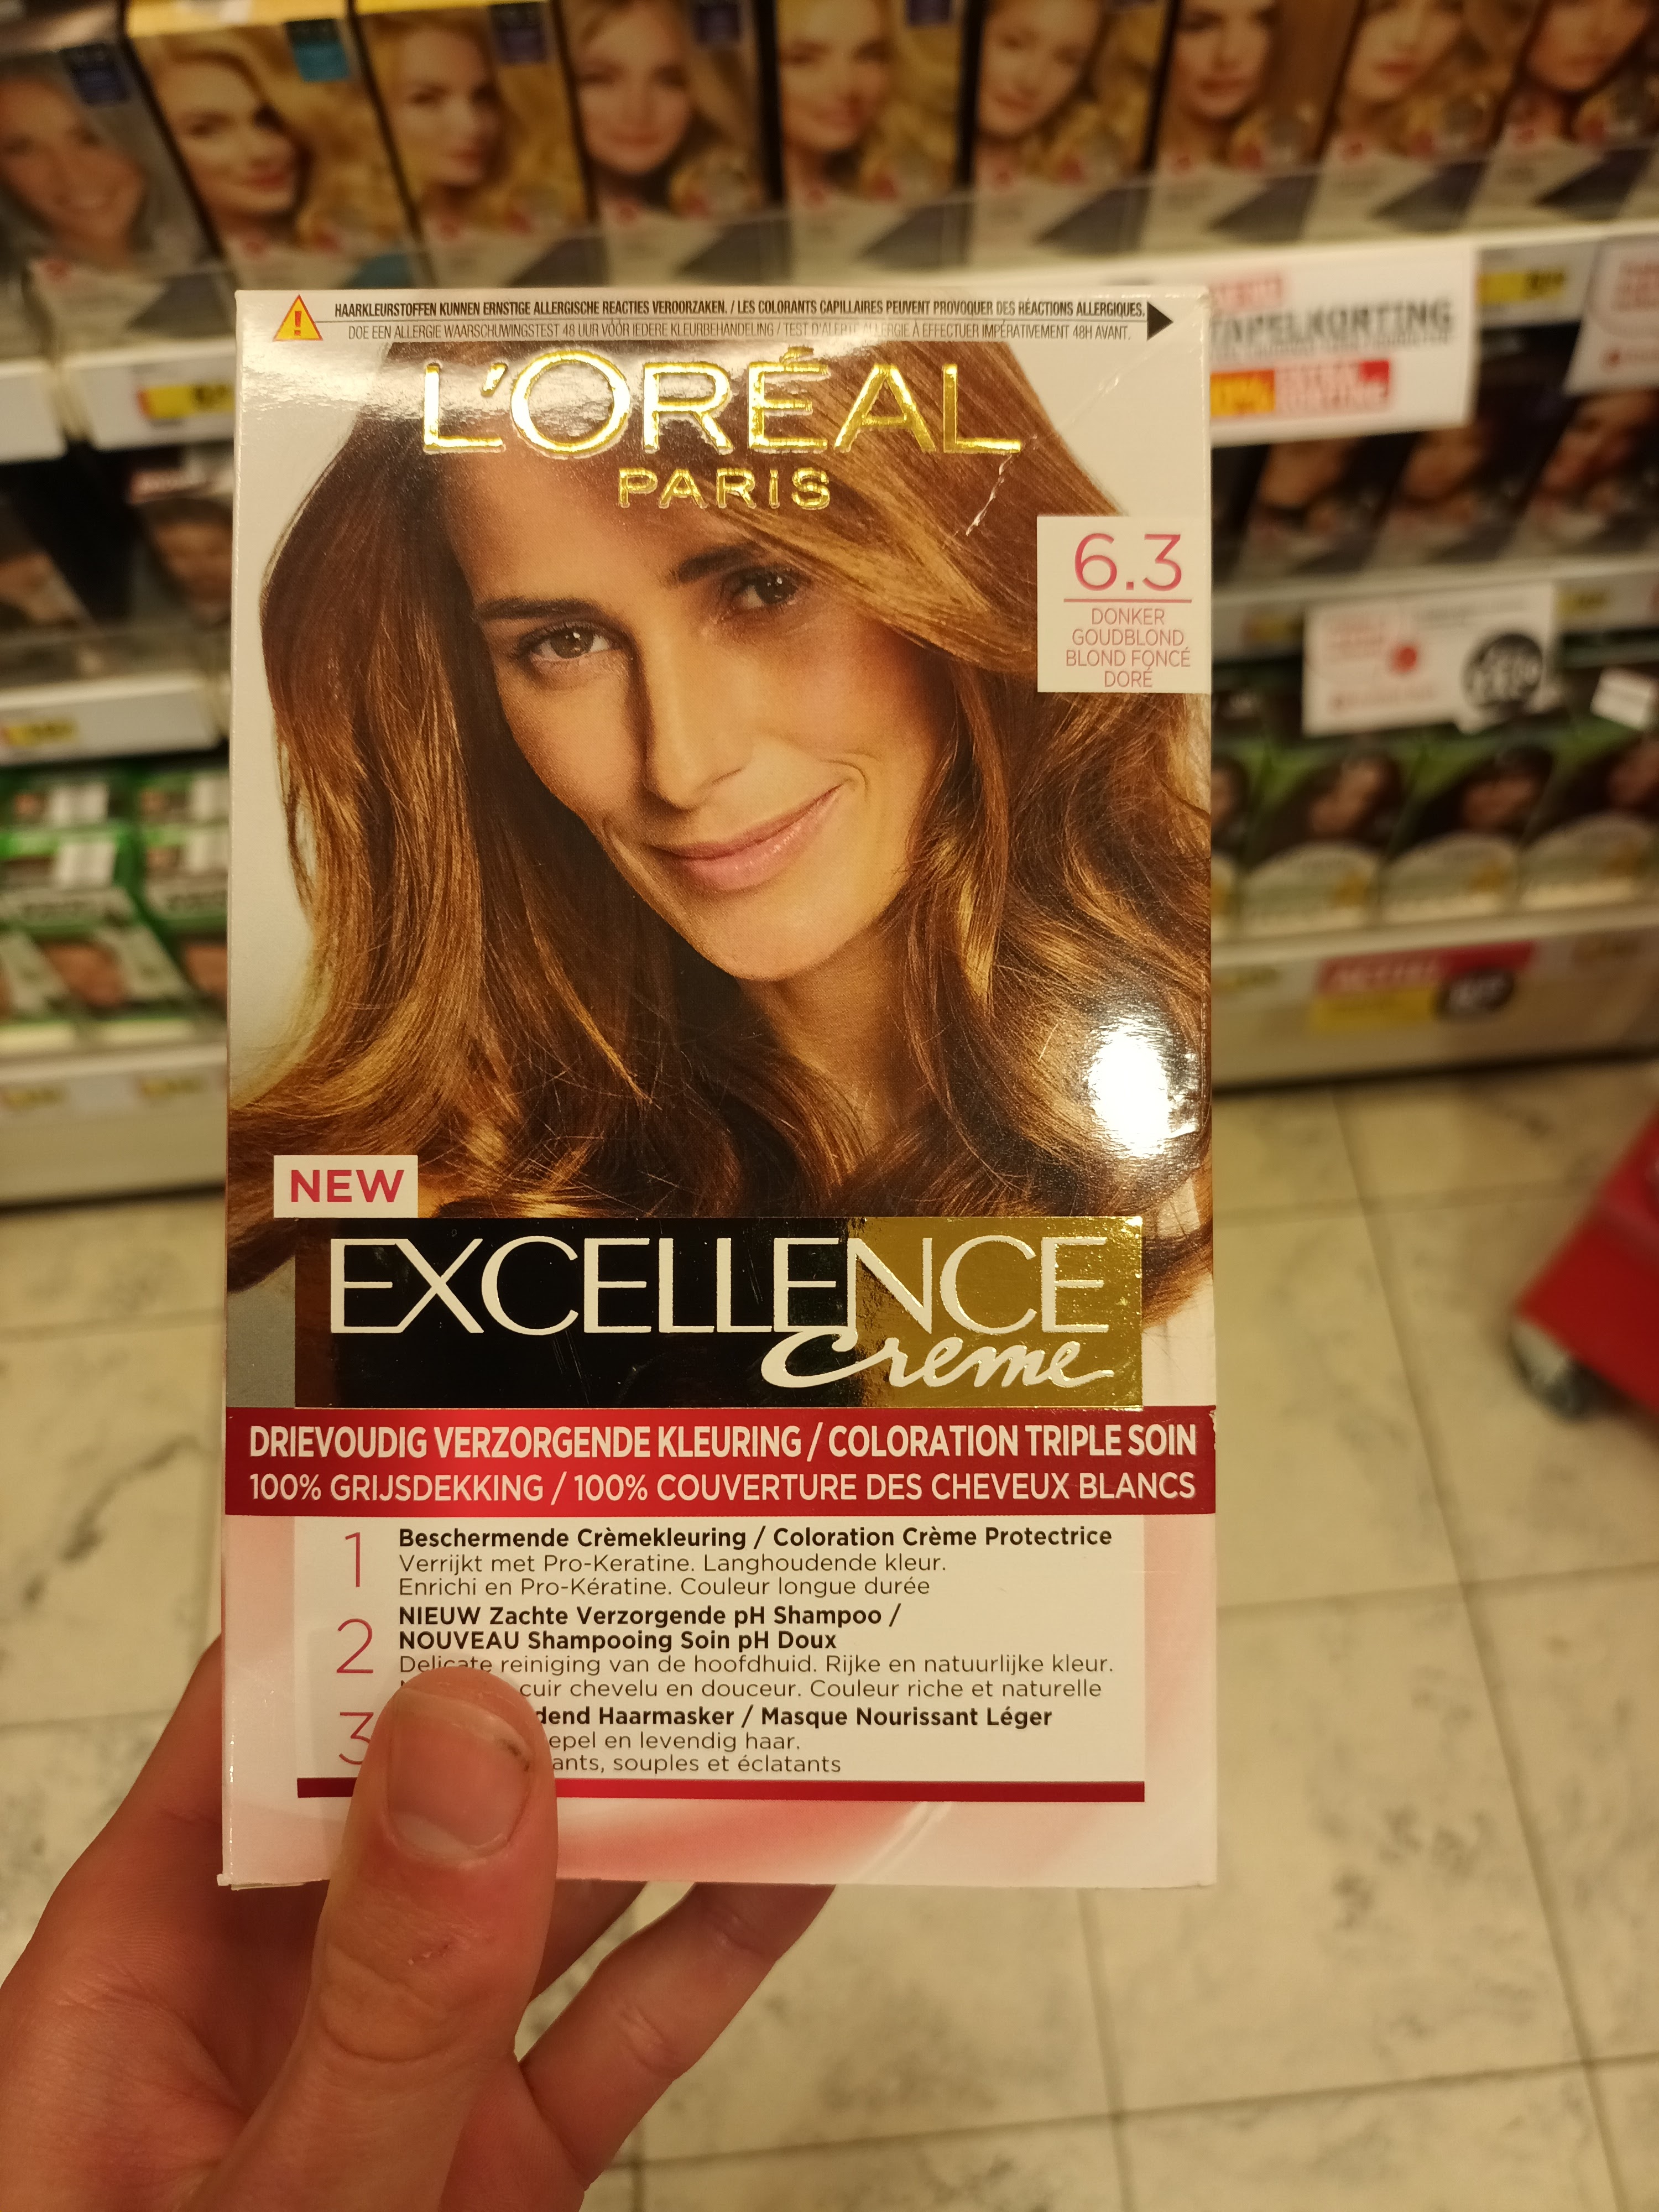 HAARKLEURSTOFFEN KUNNEN ERNSTIGE ALLERGISCHE REACTIES VEROORZAKEN. / LES COLORANTS CAPILLAIRES PEUVENT PROVOQUER DES RÉACTIONS ALLERGIQUES.
DOE EEN ALLERGIE WAARSCHUWINGSTEST 48 UUR VÓÓR IEDERE KLEURBEHANDELING / TEST D'ALERTE ALLERGIE À EFFECTUER IMPÉRATIVEMENT 48H AVANT.
L'ORÉAL
PARIS
6.3
DONKER
GOUDBLOND
BLOND FONCÉ
DORÉ
NEW
EXCELLENCE
Creme
DRIEVOUDIG VERZORGENDE KLEURING / COLORATION TRIPLE SOIN
100% GRIJSDEKKING / 100% COUVERTURE DES CHEVEUX BLANCS
1 Beschermende Crèmekleuring / Coloration Crème Protectrice
Verrijkt met Pro-Keratine. Langhoudende kleur.
Enrichi en Pro-Kératine. Couleur longue durée
2 NIEUW Zachte Verzorgende pH Shampoo /
NOUVEAU Shampooing Soin pH Doux
Delicate reiniging van de hoofdhuid. Rijke en natuurlijke kleur.
cuir chevelu en douceur. Couleur riche et naturelle
3 Haarmasker / Masque Nourissant Léger
en levendig haar.
souples et éclatants